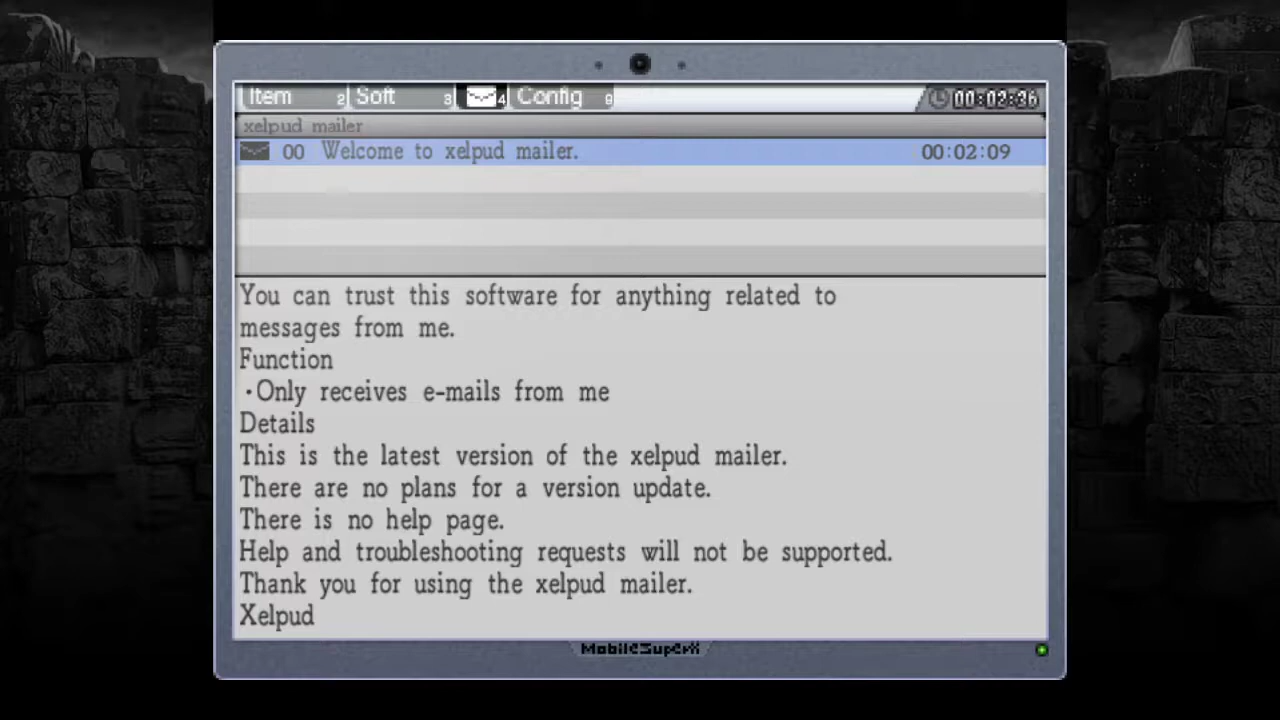 Item 2 Soft 3 4 Config 9 00:02:36
xelpud mailer
00 Welcome to xelpud mailer. 00:02:09
You can trust this software for anything related to
messages from me.
Function
・Only receives e-mails from me
Details
This is the latest version of the xelpud mailer.
There are no plans for a version update.
There is no help page.
Help and troubleshooting requests will not be supported.
Thank you for using the xelpud mailer.
Xelpud
MobileSuperX